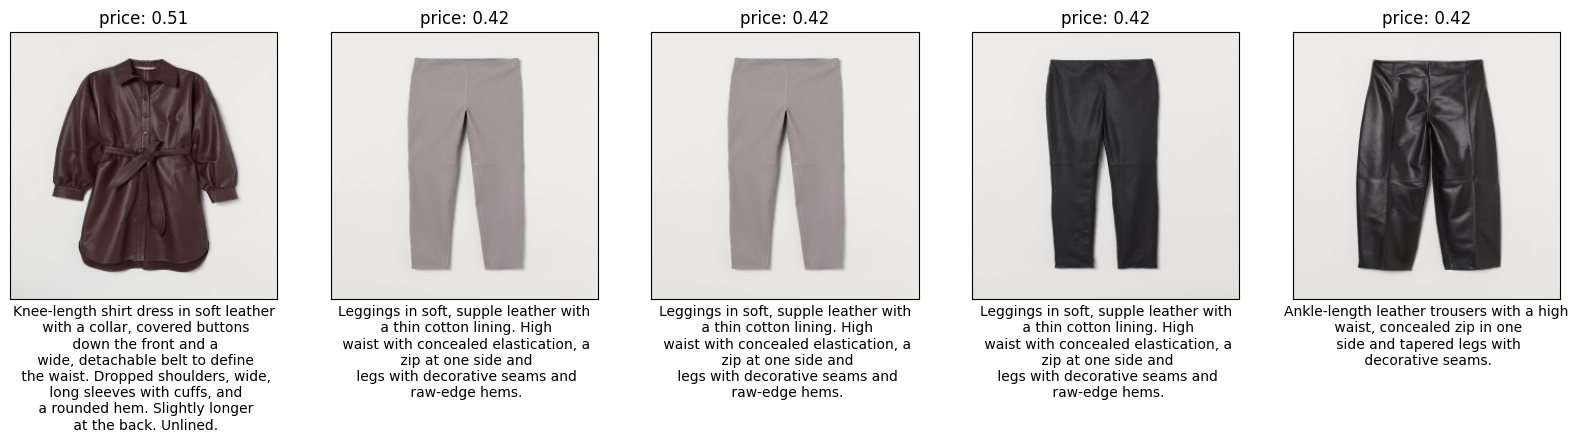 price: 0.51
Knee-length shirt dress in soft leather
with a collar, covered buttons
down the front and a
wide, detachable belt to define
the waist. Dropped shoulders, wide,
long sleeves with cuffs, and
a rounded hem. Slightly longer
at the back. Unlined.
price: 0.42
Leggings in soft, supple leather with
a thin cotton lining. High
waist with concealed elastication, a
zip at one side and
legs with decorative seams and
raw-edge hems.
price: 0.42
Leggings in soft, supple leather with
a thin cotton lining. High
waist with concealed elastication, a
zip at one side and
legs with decorative seams and
raw-edge hems.
price: 0.42
Leggings in soft, supple leather with
a thin cotton lining. High
waist with concealed elastication, a
zip at one side and
legs with decorative seams and
raw-edge hems.
price: 0.42
Ankle-length leather trousers with a high
waist, concealed zip in one
side and tapered legs with
decorative seams.